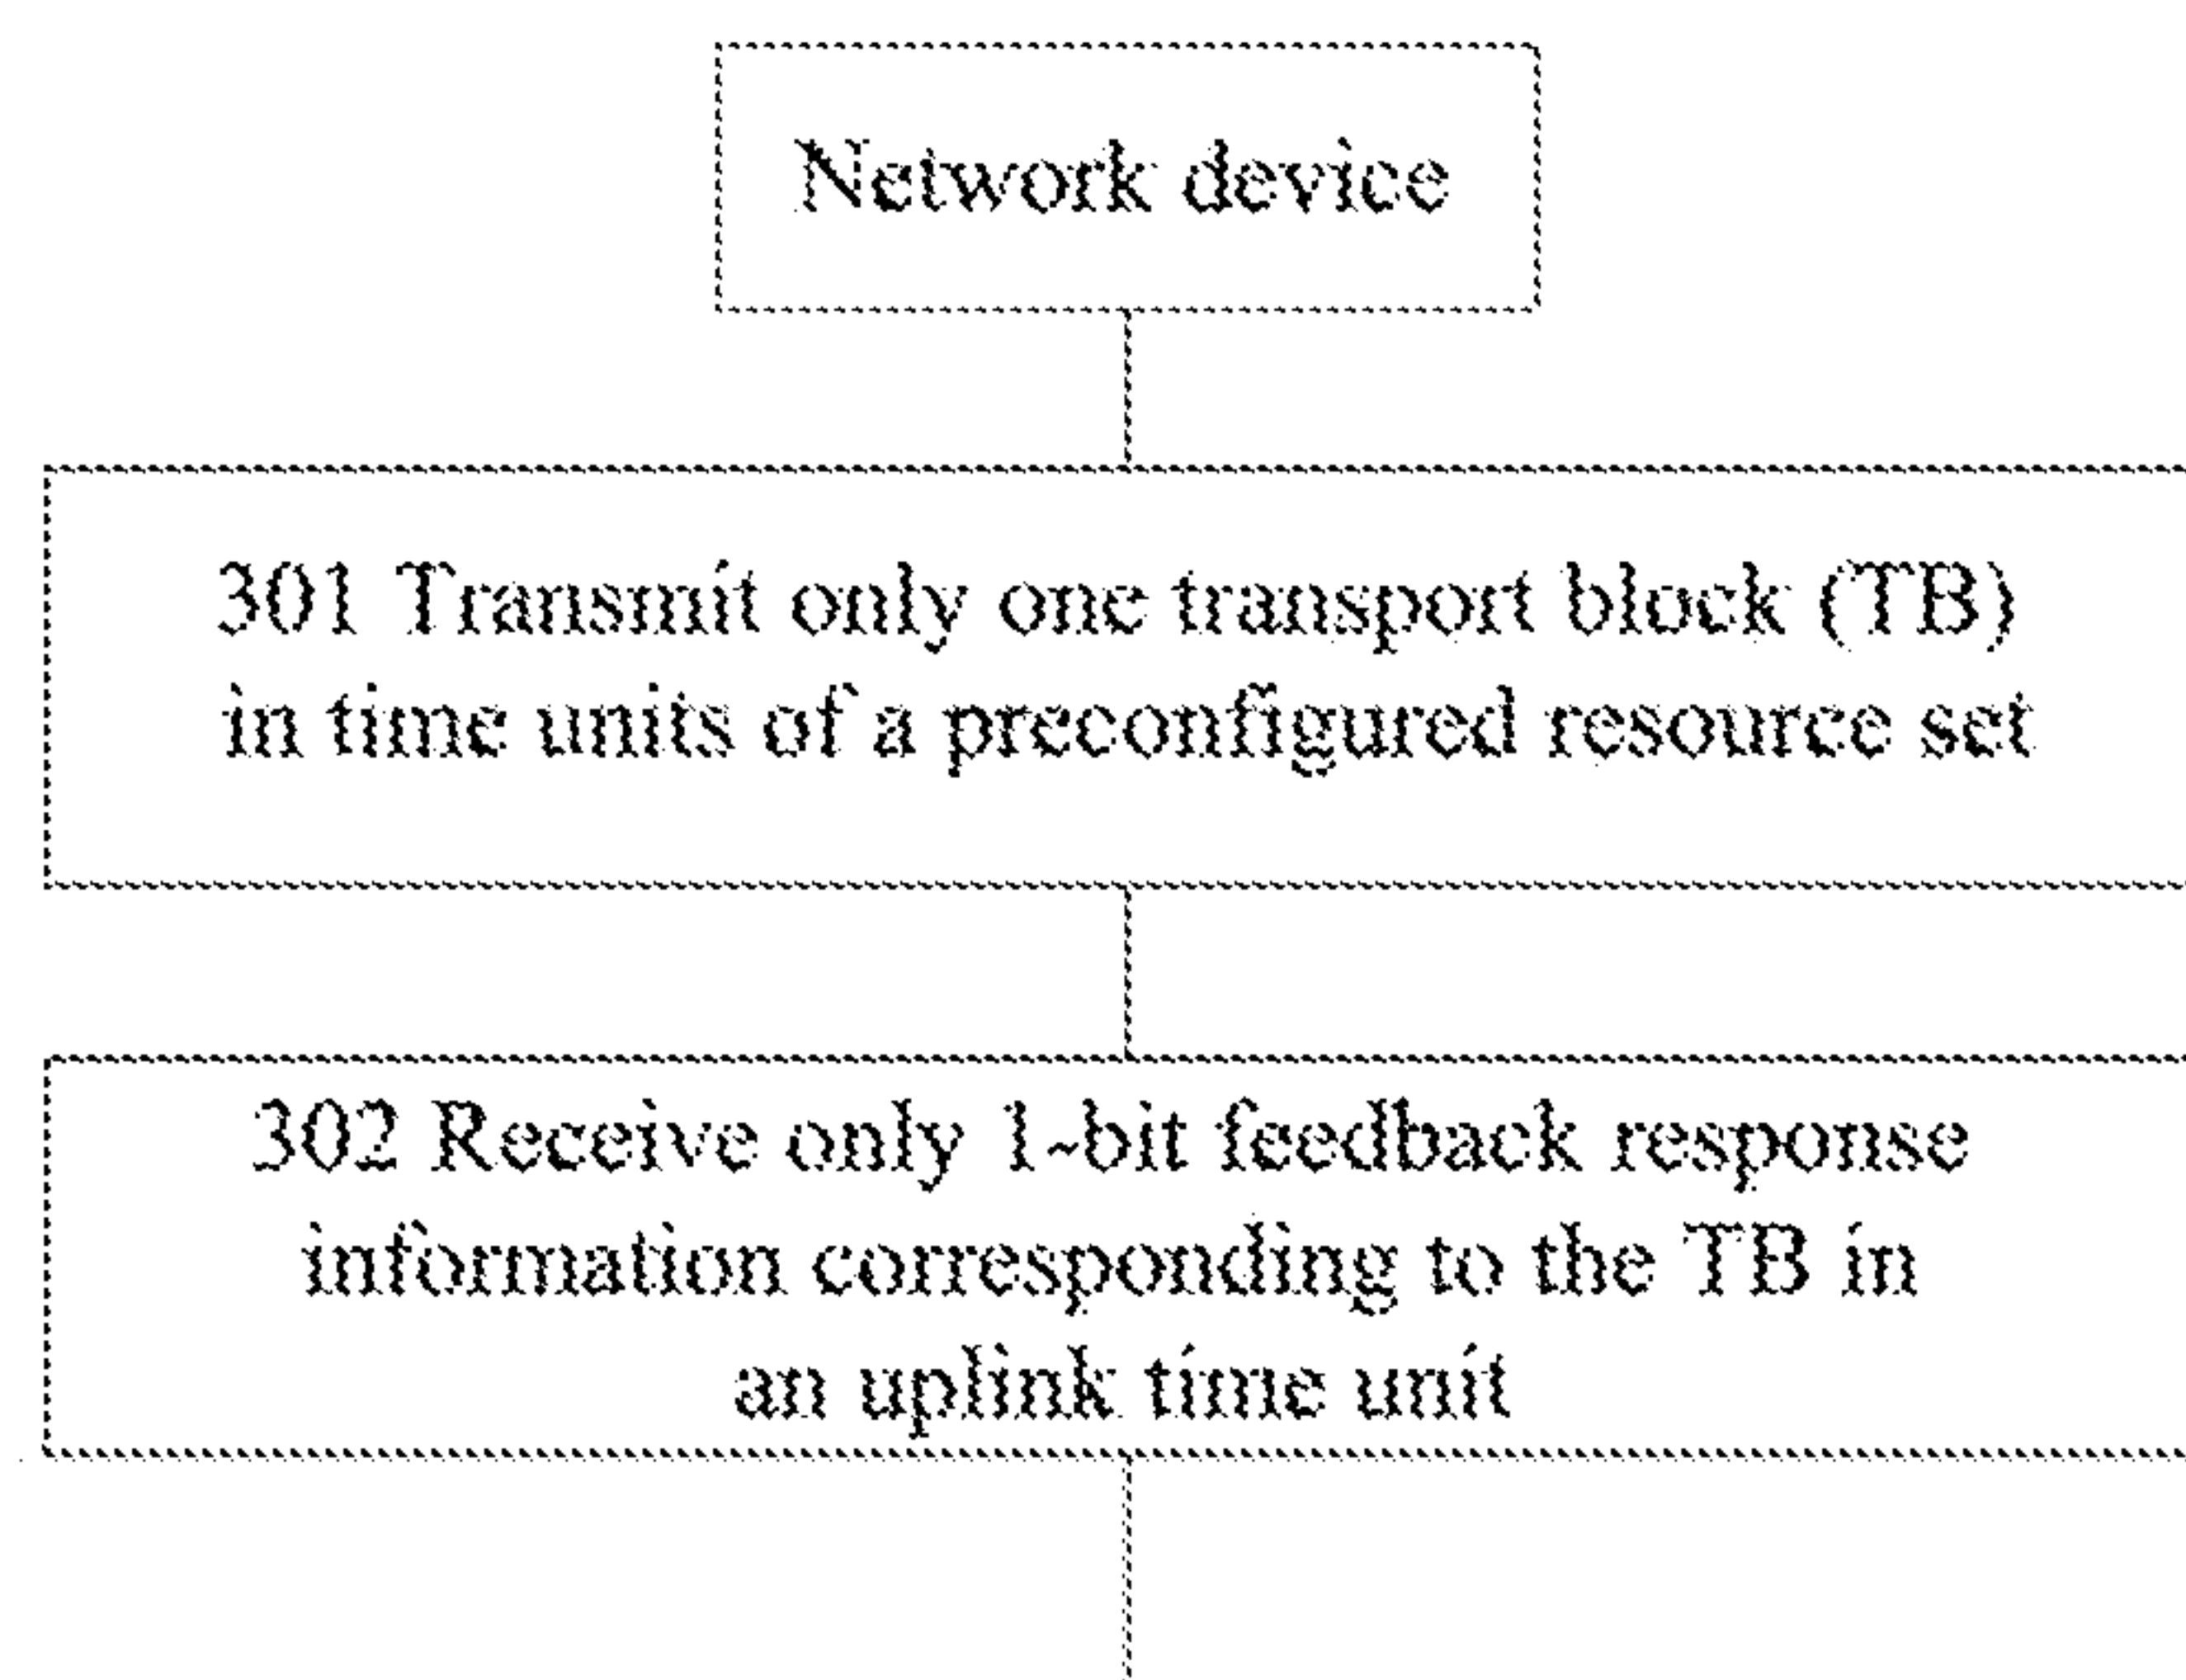 Network device
301 Transmit only one transport block (TB)
in time units of a preconfigured resource set
302 Receive only 1-bit feedback response
information corresponding to the TB in
an uplink time unit